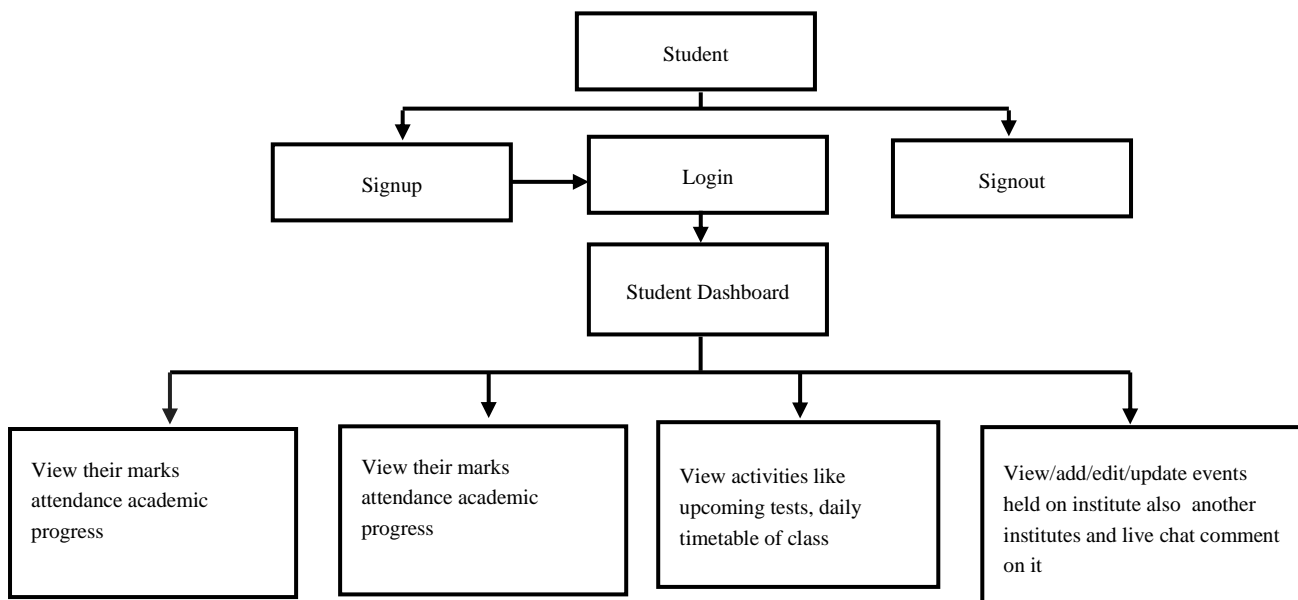 Student
Signup
Login
Signout
Student Dashboard
View their marks
attendance academic
progress
View their marks
attendance academic
progress
View activities like
upcoming tests, daily
timetable of class
View/add/edit/update events
held on institute also another
institutes and live chat comment
on it